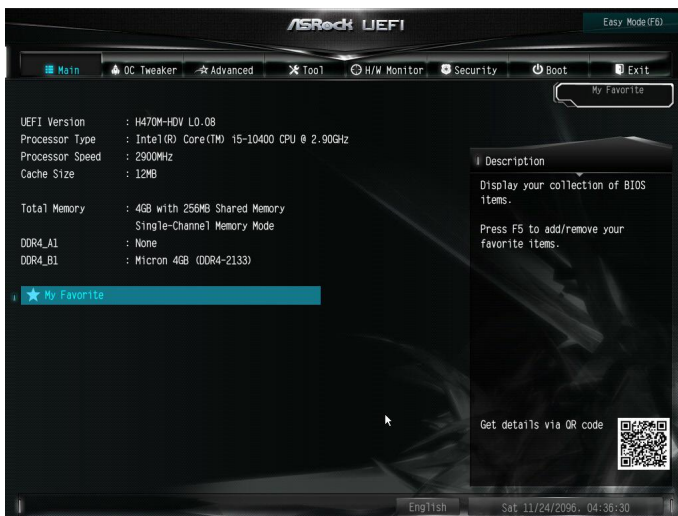 ASRock UEFI
Easy Mode(F6)
Main OC Tweaker Advanced Tool H/W Monitor Security Boot Exit
My Favorite
UEFI Version : H470M-HDV L0.08
Processor Type : Intel(R) Core(TM) i5-10400 CPU @ 2.90GHz
Processor Speed : 2900MHz
Cache Size : 12MB
Total Memory : 4GB with 256MB Shared Memory
Single-Channel Memory Mode
DDR4_A1 : None
DDR4_B1 : Micron 4GB (DDR4-2133)
My Favorite
Description
Display your collection of BIOS
items.
Press F5 to add/remove your
favorite items.
Get details via QR code
English
Sat 11/24/2096. 04:36:30